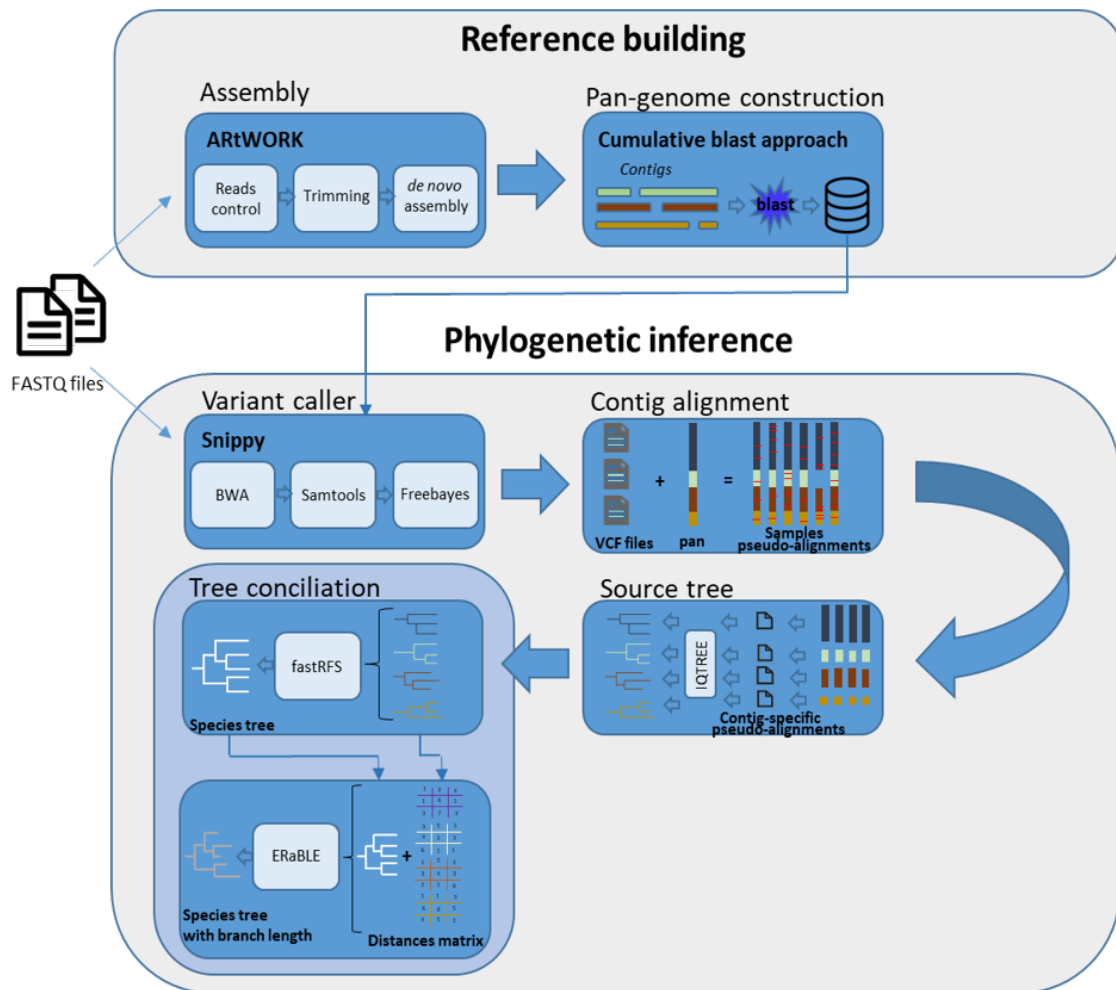 Reference building
Assembly
Pan-genome construction
ARtWORK
Reads
control
Trimming
de novo
assembly
Cumulative blast approach
Contigs
blast
FASTQ files
Phylogenetic inference
Variant caller
Contig alignment
Snippy
BWA
Samtools
Freebayes
+
=
VCF files
pan
Samples
pseudo-alignments
Tree conciliation
Source tree
fastRFS
Species tree
IQTREE
Contig-specific
pseudo-alignments
ERaBLE
+
Species tree
with branch length
Distances matrix